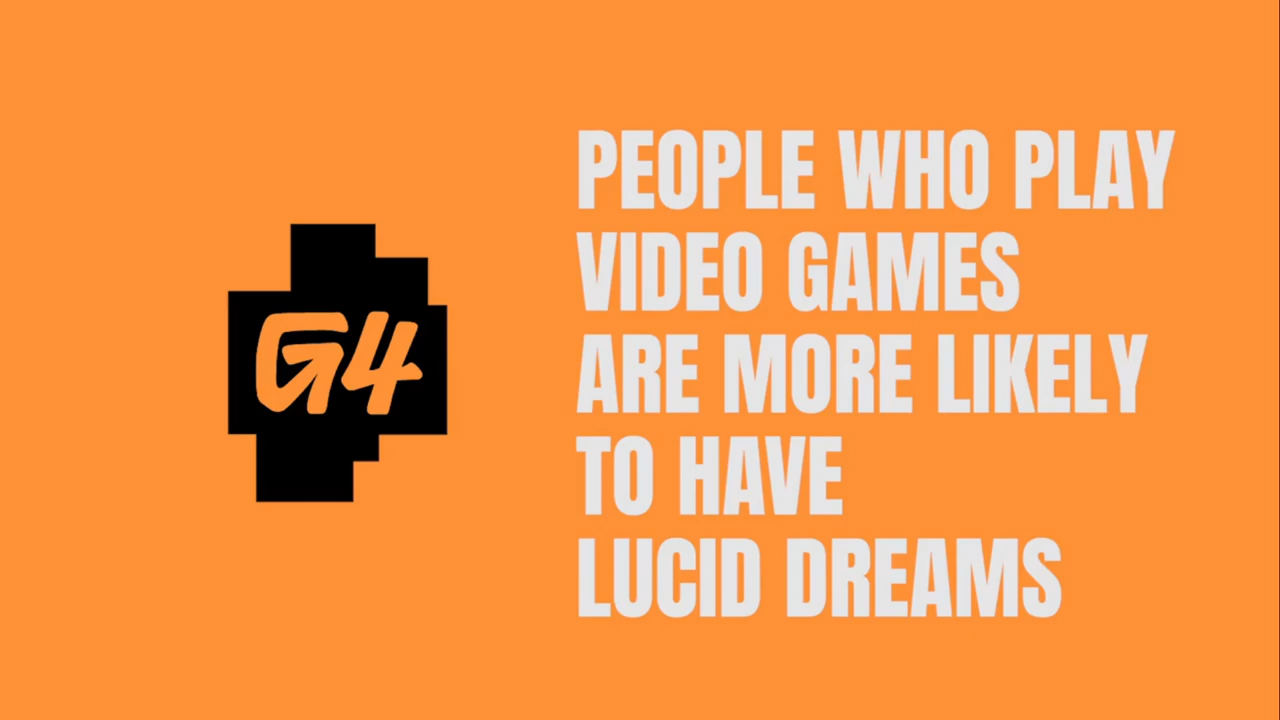 G4
PEOPLE WHO PLAY
VIDEO GAMES
ARE MORE LIKELY
TO HAVE
LUCID DREAMS